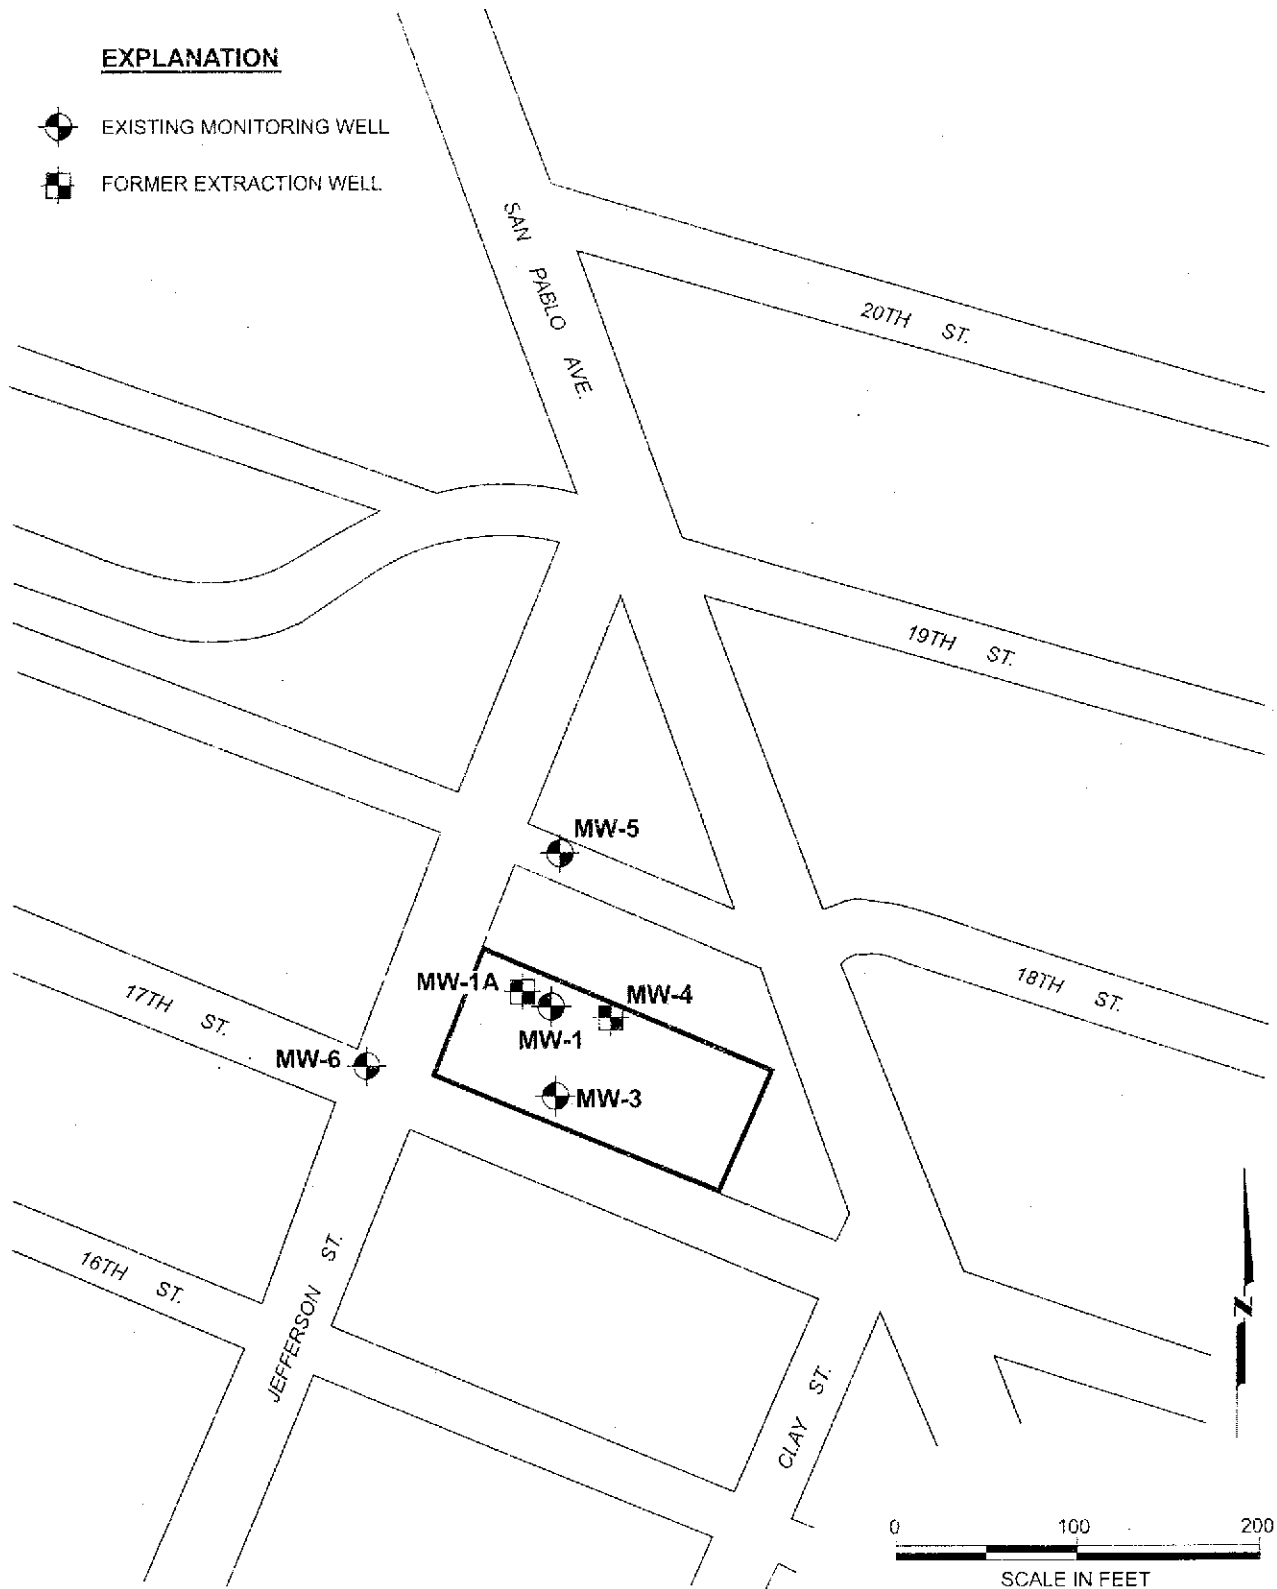 EXPLANATION
EXISTING MONITORING WELL
FORMER EXTRACTION WELL
SAN PABLO AVE.
20TH ST.
19TH ST.
MW-5
18TH ST.
MW-1A
MW-4
17TH ST.
MW-1
MW-6
MW-3
16TH ST.
JEFFERSON ST.
CLAY ST.
N
0 100 200
SCALE IN FEET